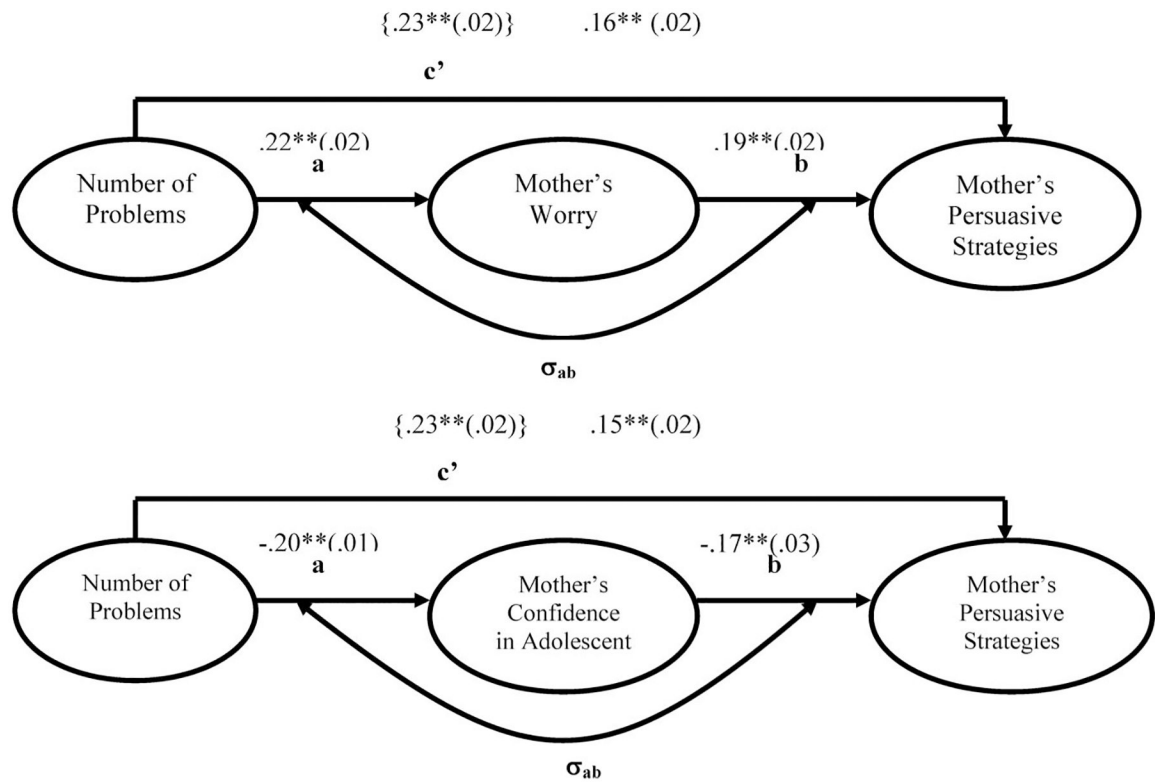 {.23**(.02)} .16** (.02)
c’
.22**(.02)
a
.19**(.02)
b
Number of
Problems
Mother’s
Worry
Mother’s
Persuasive
Strategies
σab
{.23**(.02)} .15**(.02)
c’
-.20**(.01)
a
-.17**(.03)
b
Number of
Problems
Mother’s
Confidence
in Adolescent
Mother’s
Persuasive
Strategies
σab